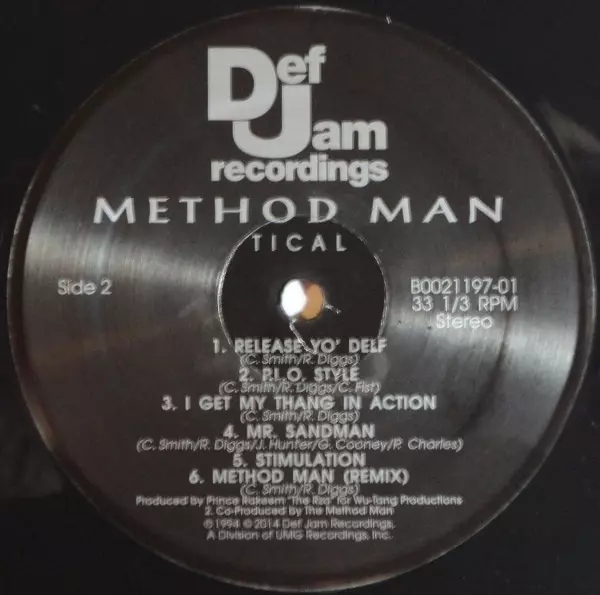 Def
Jam
recordings
METHOD MAN
TICAL
Side 2
B0021197-01
33 1/3 RPM
Stereo
1. RELEASE YO' DELF
(C. Smith/R. Diggs)
2. P.L.O. STYLE
(C. Smith/R. Diggs/C. Fist)
3. I GET MY THANG IN ACTION
(C. Smith/R. Diggs)
4. MR. SANDMAN
(C. Smith/R. Diggs/J. Hunter/G. Cooney/P. Charles)
5. STIMULATION
6. METHOD MAN (REMIX)
(C. Smith/R. Diggs)
Produced by Prince Rakeem "The Rza" for Wu-Tang Productions
2. Co-Produced by The Method Man
℗ 1994 © 2014 Def Jam Recordings,
A Division of UMG Recordings, Inc.